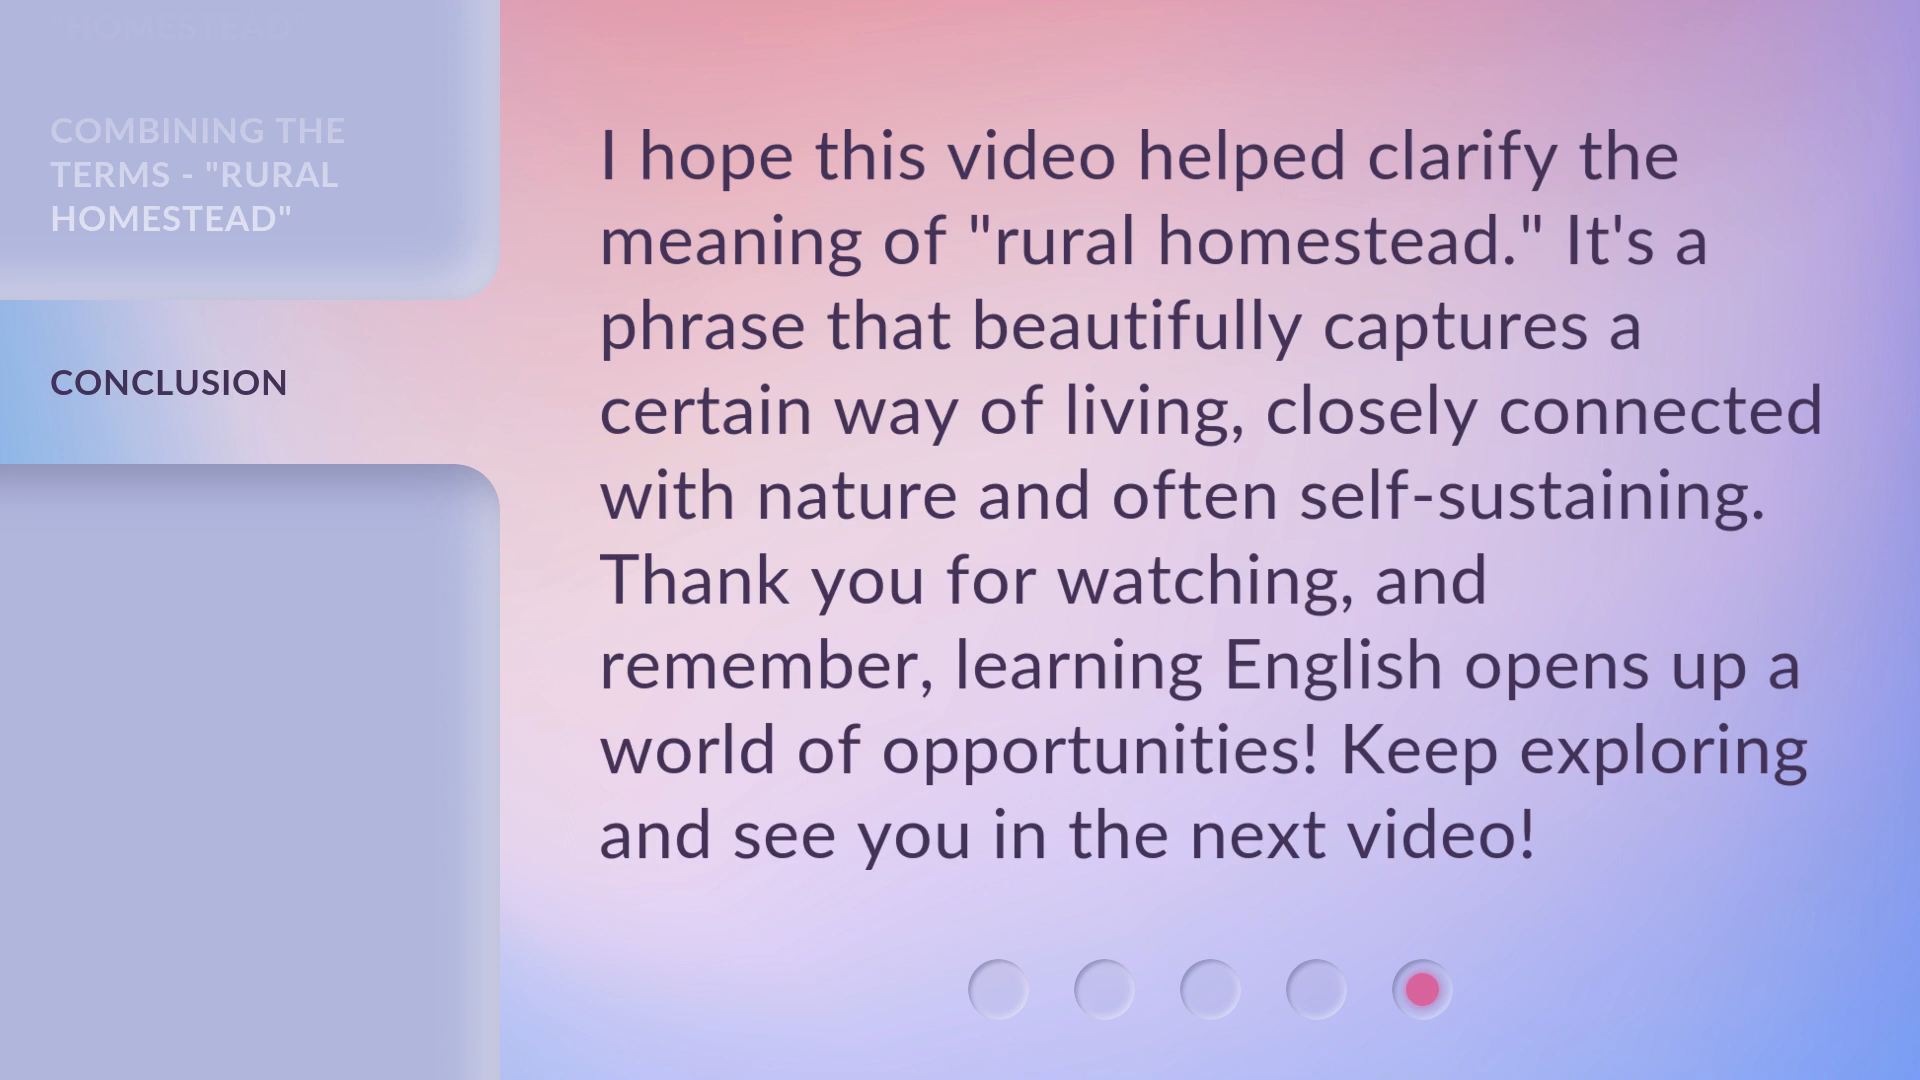 "HOMESTEAD"
COMBINING THE
TERMS - "RURAL
HOMESTEAD"
CONCLUSION
I hope this video helped clarify the
meaning of "rural homestead." It's a
phrase that beautifully captures a
certain way of living, closely connected
with nature and often self-sustaining.
Thank you for watching, and
remember, learning English opens up a
world of opportunities! Keep exploring
and see you in the next video!